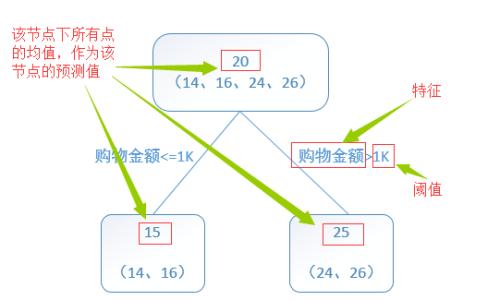 该节点下所有点
的均值，作为该
节点的预测值
20
（14、16、24、26）
特征
购物金额<=1K
购物金额>1K
阈值
15
25
（14、16）
（24、26）